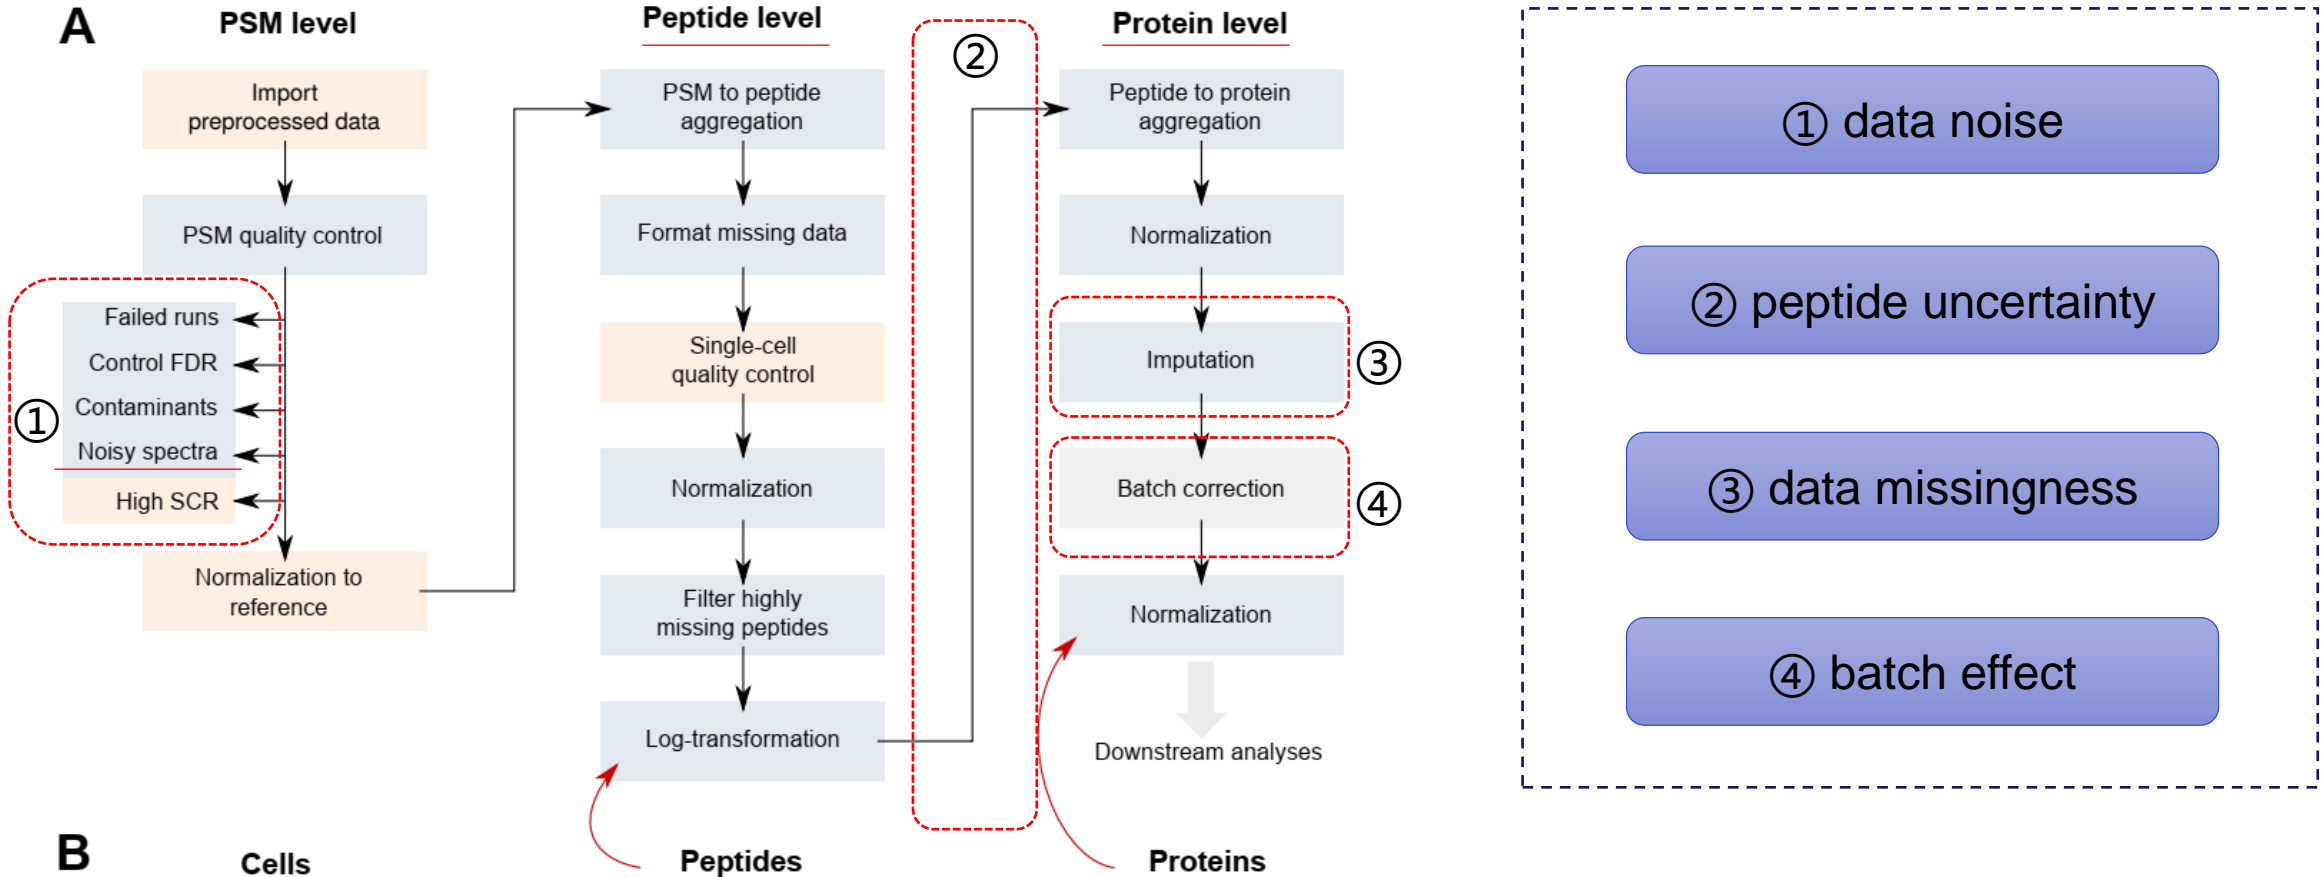 A
PSM level
Import
preprocessed data
PSM quality control
Failed runs
Control FDR
Contaminants
Noisy spectra
High SCR
①
Normalization to
reference
Peptide level
PSM to peptide
aggregation
Format missing data
Single-cell
quality control
Normalization
Filter highly
missing peptides
Log-transformation
②
Protein level
Peptide to protein
aggregation
Normalization
Imputation
③
Batch correction
④
Normalization
Downstream analyses
① data noise
② peptide uncertainty
③ data missingness
④ batch effect
B
Cells
Peptides
Proteins